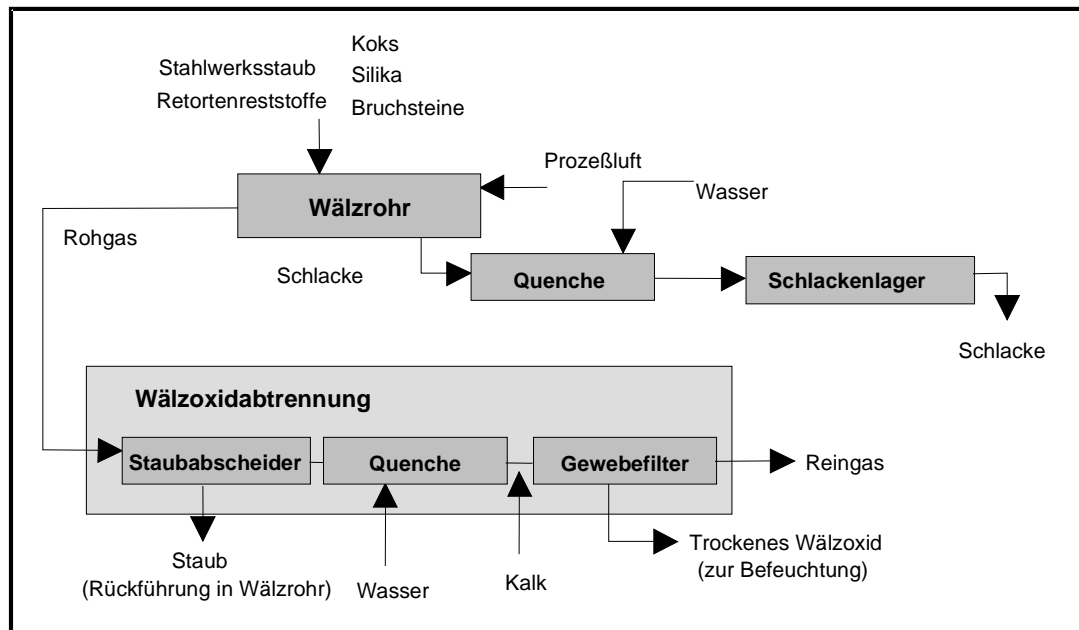 Koks
Stahlwerksstaub
Silika
Retortenreststoffe
Bruchsteine
Prozeßluft
Wasser
Wälzrohr
Rohgas
Schlacke
Quenche
Schlackenlager
Schlacke
Wälzoxidabtrennung
Staubabscheider
Quenche
Gewebefilter
Reingas
Staub
(Rückführung in Wälzrohr)
Wasser
Kalk
Trockenes Wälzoxid
(zur Befeuchtung)